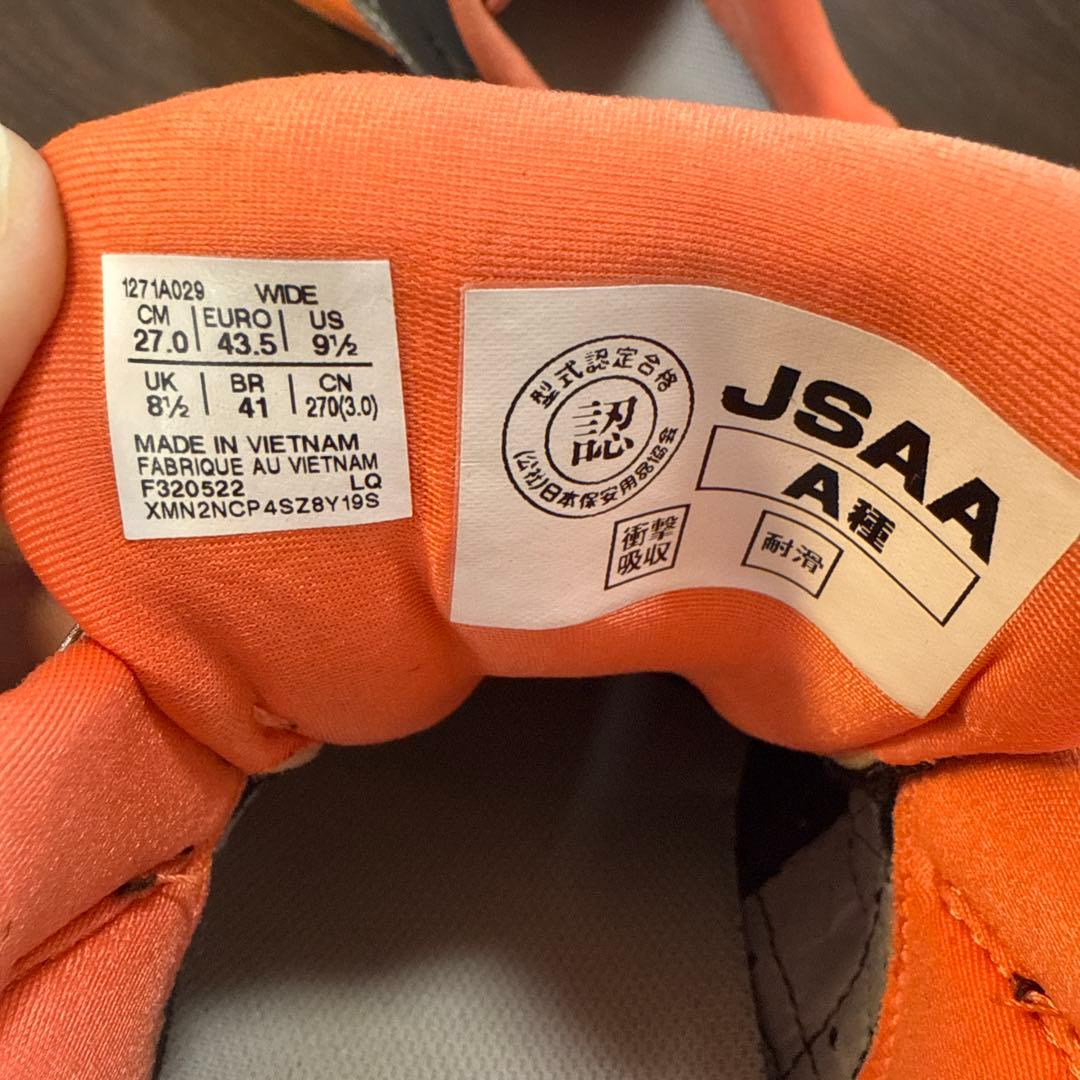 1271A029 WIDE
CM | EURO | US
27.0 | 43.5 | 9½
UK | BR | CN
8½ | 41 | 270(3.0)
MADE IN VIETNAM
FABRIQUE AU VIETNAM
F320522 LQ
XMN2NCP4SZ8Y19S
型式認定合格
認
(公社)日本保安用品協会
JSAA
A種
衝撃
吸収
耐滑